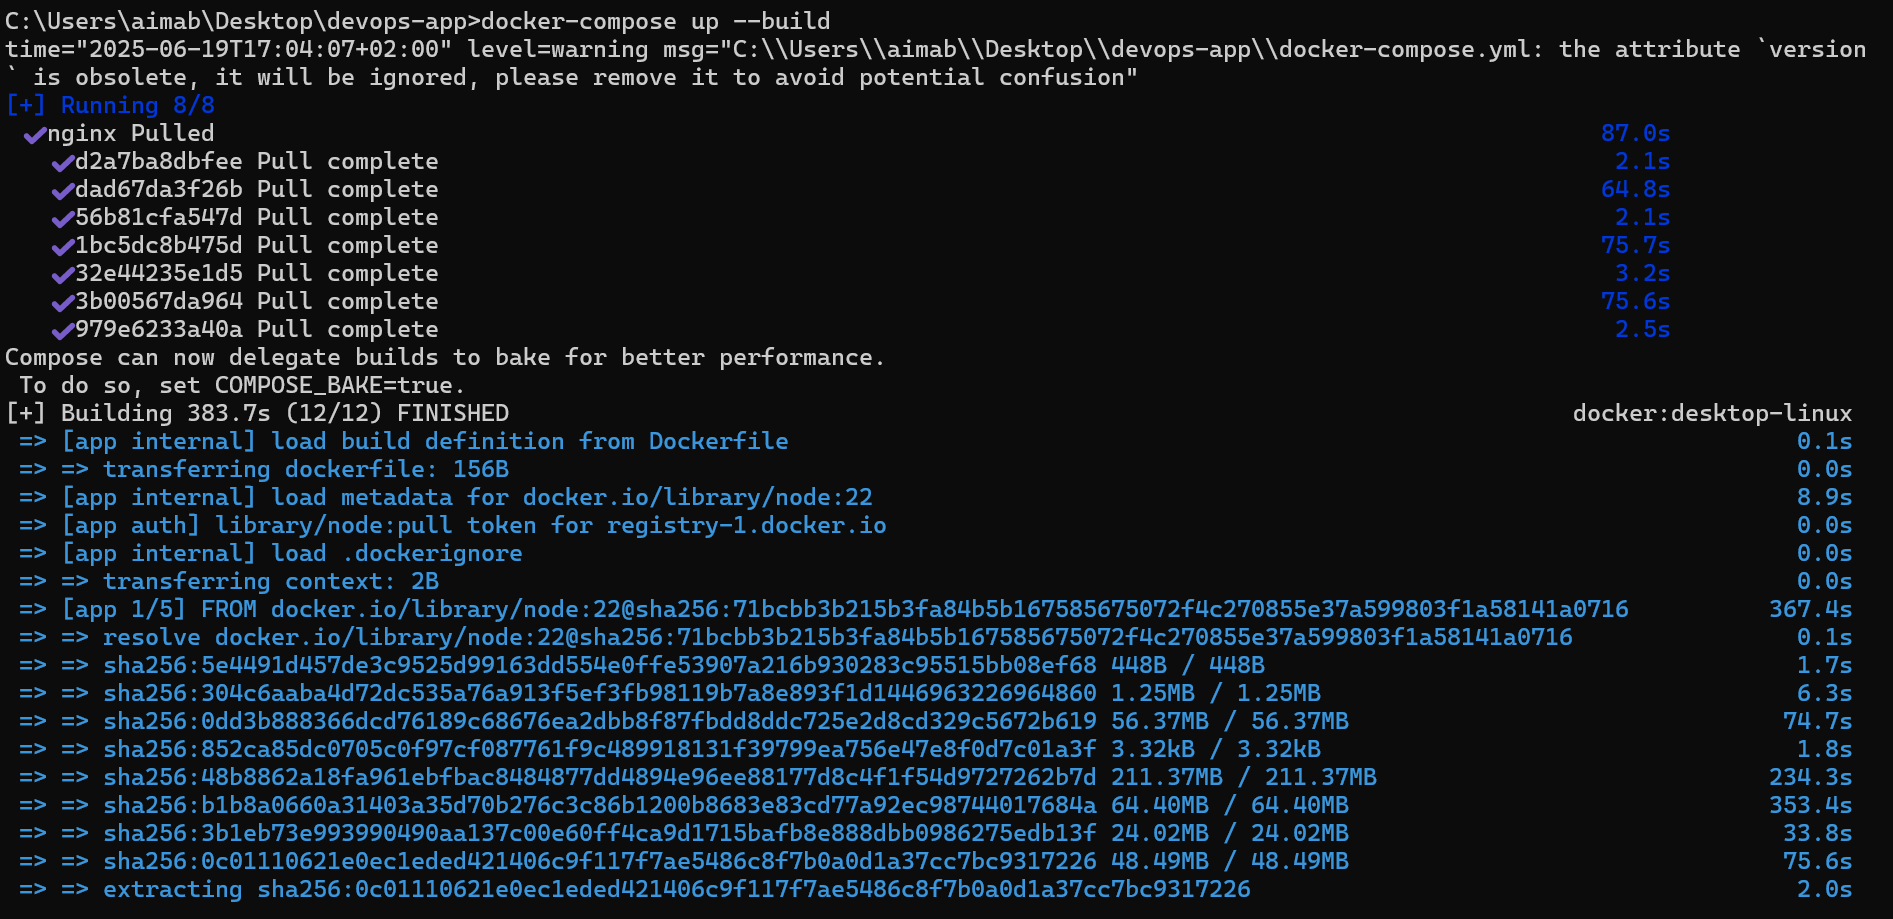 C:\Users\aimab\Desktop\devops-app>docker-compose up --build
time="2025-06-19T17:04:07+02:00" level=warning msg="C:\\Users\\aimab\\Desktop\\devops-app\\docker-compose.yml: the attribute `version
` is obsolete, it will be ignored, please remove it to avoid potential confusion"
[+] Running 8/8
✔nginx Pulled 87.0s
✔d2a7ba8dbfee Pull complete 2.1s
✔dad67da3f26b Pull complete 64.8s
✔56b81cfa547d Pull complete 2.1s
✔1bc5dc8b475d Pull complete 75.7s
✔32e44235e1d5 Pull complete 3.2s
✔3b00567da964 Pull complete 75.6s
✔979e6233a40a Pull complete 2.5s
Compose can now delegate builds to bake for better performance.
To do so, set COMPOSE_BAKE=true.
[+] Building 383.7s (12/12) FINISHED docker:desktop-linux
=> [app internal] load build definition from Dockerfile 0.1s
=> => transferring dockerfile: 156B 0.0s
=> [app internal] load metadata for docker.io/library/node:22 8.9s
=> [app auth] library/node:pull token for registry-1.docker.io 0.0s
=> [app internal] load .dockerignore 0.0s
=> => transferring context: 2B 0.0s
=> [app 1/5] FROM docker.io/library/node:22@sha256:71bcbb3b215b3fa84b5b167585675072f4c270855e37a599803f1a58141a0716 367.4s
=> => resolve docker.io/library/node:22@sha256:71bcbb3b215b3fa84b5b167585675072f4c270855e37a599803f1a58141a0716 0.1s
=> => sha256:5e4491d457de3c9525d99163dd554e0ffe53907a216b930283c95515bb08ef68 448B / 448B 1.7s
=> => sha256:304c6aaba4d72dc535a76a913f5ef3fb98119b7a8e893f1d1446963226964860 1.25MB / 1.25MB 6.3s
=> => sha256:0dd3b888366dcd76189c68676ea2dbb8f87fbdd8ddc725e2d8cd329c5672b619 56.37MB / 56.37MB 74.7s
=> => sha256:852ca85dc0705c0f97cf087761f9c489918131f39799ea756e47e8f0d7c01a3f 3.32kB / 3.32kB 1.8s
=> => sha256:48b8862a18fa961ebfbac8484877dd4894e96ee88177d8c4f1f54d9727262b7d 211.37MB / 211.37MB 234.3s
=> => sha256:b1b8a0660a31403a35d70b276c3c86b1200b8683e83cd77a92ec98744017684a 64.40MB / 64.40MB 353.4s
=> => sha256:3b1eb73e993990490aa137c00e60ff4ca9d1715bafb8e888dbb0986275edb13f 24.02MB / 24.02MB 33.8s
=> => sha256:0c01110621e0ec1eded421406c9f117f7ae5486c8f7b0a0d1a37cc7bc9317226 48.49MB / 48.49MB 75.6s
=> => extracting sha256:0c01110621e0ec1eded421406c9f117f7ae5486c8f7b0a0d1a37cc7bc9317226 2.0s